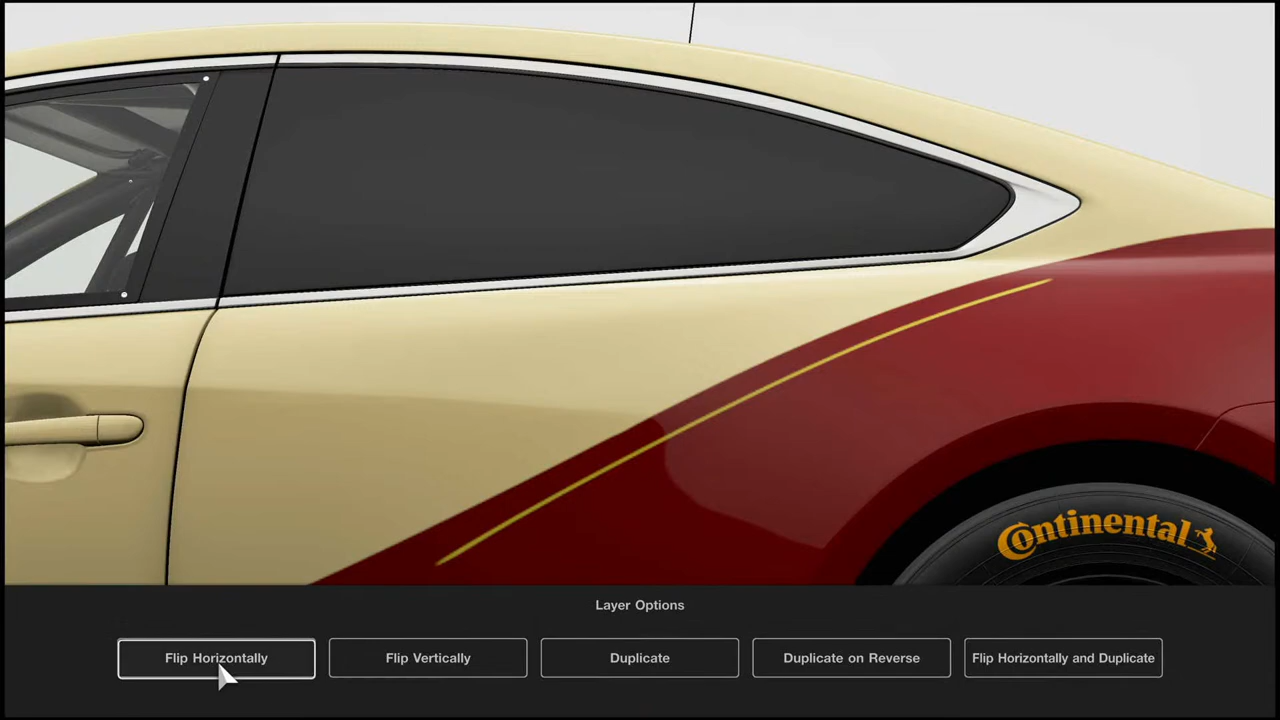 Continental
Layer Options
Flip Horizontally
Flip Vertically
Duplicate
Duplicate on Reverse
Flip Horizontally and Duplicate